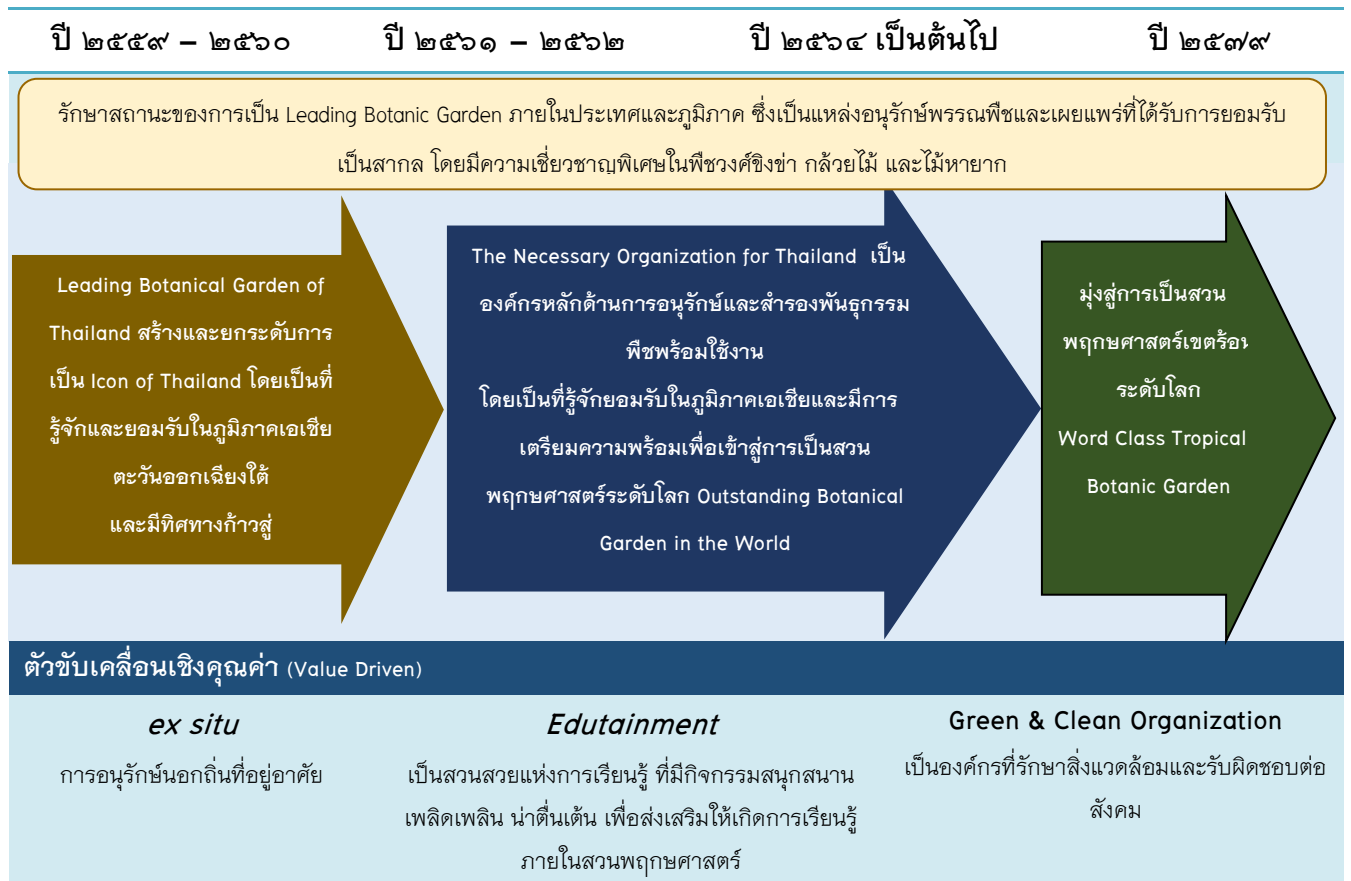 ปี ๒๕๕๙ – ๒๕๖๐ ปี ๒๕๖๑ – ๒๕๖๒ ปี ๒๕๖๔ เป็นต้นไป ปี ๒๕๗๙
รักษาสถานะของการเป็น Leading Botanic Garden ภายในประเทศและภูมิภาค ซึ่งเป็นแหล่งอนุรักษ์พรรณพืชและเผยแพร่ที่ได้รับการยอมรับ
เป็นสากล โดยมีความเชี่ยวชาญพิเศษในพืชวงศ์ขิงข่า กล้วยไม้ และไม้หายาก
Leading Botanical Garden of
Thailand สร้างและยกระดับการ
เป็น Icon of Thailand โดยเป็นที่
รู้จักและยอมรับในภูมิภาคเอเชีย
ตะวันออกเฉียงใต้
และมีทิศทางก้าวสู่
The Necessary Organization for Thailand เป็น
องค์กรหลักด้านการอนุรักษ์และสำรองพันธุกรรม
พืชพร้อมใช้งาน
โดยเป็นที่รู้จักยอมรับในภูมิภาคเอเชียและมีการ
เตรียมความพร้อมเพื่อเข้าสู่การเป็นสวน
พฤกษศาสตร์ระดับโลก Outstanding Botanical
Garden in the World
มุ่งสู่การเป็นสวน
พฤกษศาสตร์เขตร้อน
ระดับโลก
Word Class Tropical
Botanic Garden
ตัวขับเคลื่อนเชิงคุณค่า (Value Driven)
ex situ
การอนุรักษ์นอกถิ่นที่อยู่อาศัย
Edutainment
เป็นสวนสวยแห่งการเรียนรู้ ที่มีกิจกรรมสนุกสนาน
เพลิดเพลิน น่าตื่นเต้น เพื่อส่งเสริมให้เกิดการเรียนรู้
ภายในสวนพฤกษศาสตร์
Green & Clean Organization
เป็นองค์กรที่รักษาสิ่งแวดล้อมและรับผิดชอบต่อ
สังคม